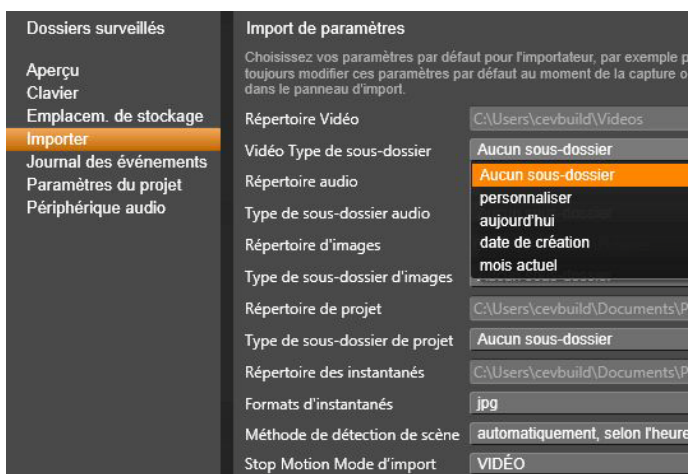 Dossiers surveillés
Aperçu
Clavier
Emplacem. de stockage
Importer
Journal des événements
Paramètres du projet
Périphérique audio
Import de paramètres
Choisissez vos paramètres par défaut pour l'importateur, par exemple p
toujours modifier ces paramètres par défaut au moment de la capture o
dans le panneau d'import.
Répertoire Vidéo C:\Users\cevbuild\Videos
Vidéo Type de sous-dossier Aucun sous-dossier
Répertoire audio Aucun sous-dossier
personnaliser
Type de sous-dossier audio aujourd'hui
Répertoire d'images date de création
mois actuel
Type de sous-dossier d'images
Répertoire de projet C:\Users\cevbuild\Documents\P
Type de sous-dossier de projet Aucun sous-dossier
Répertoire des instantanés C:\Users\cevbuild\Documents\P
Formats d'instantanés jpg
Méthode de détection de scène automatiquement, selon l'heure
Stop Motion Mode d'import VIDÉO